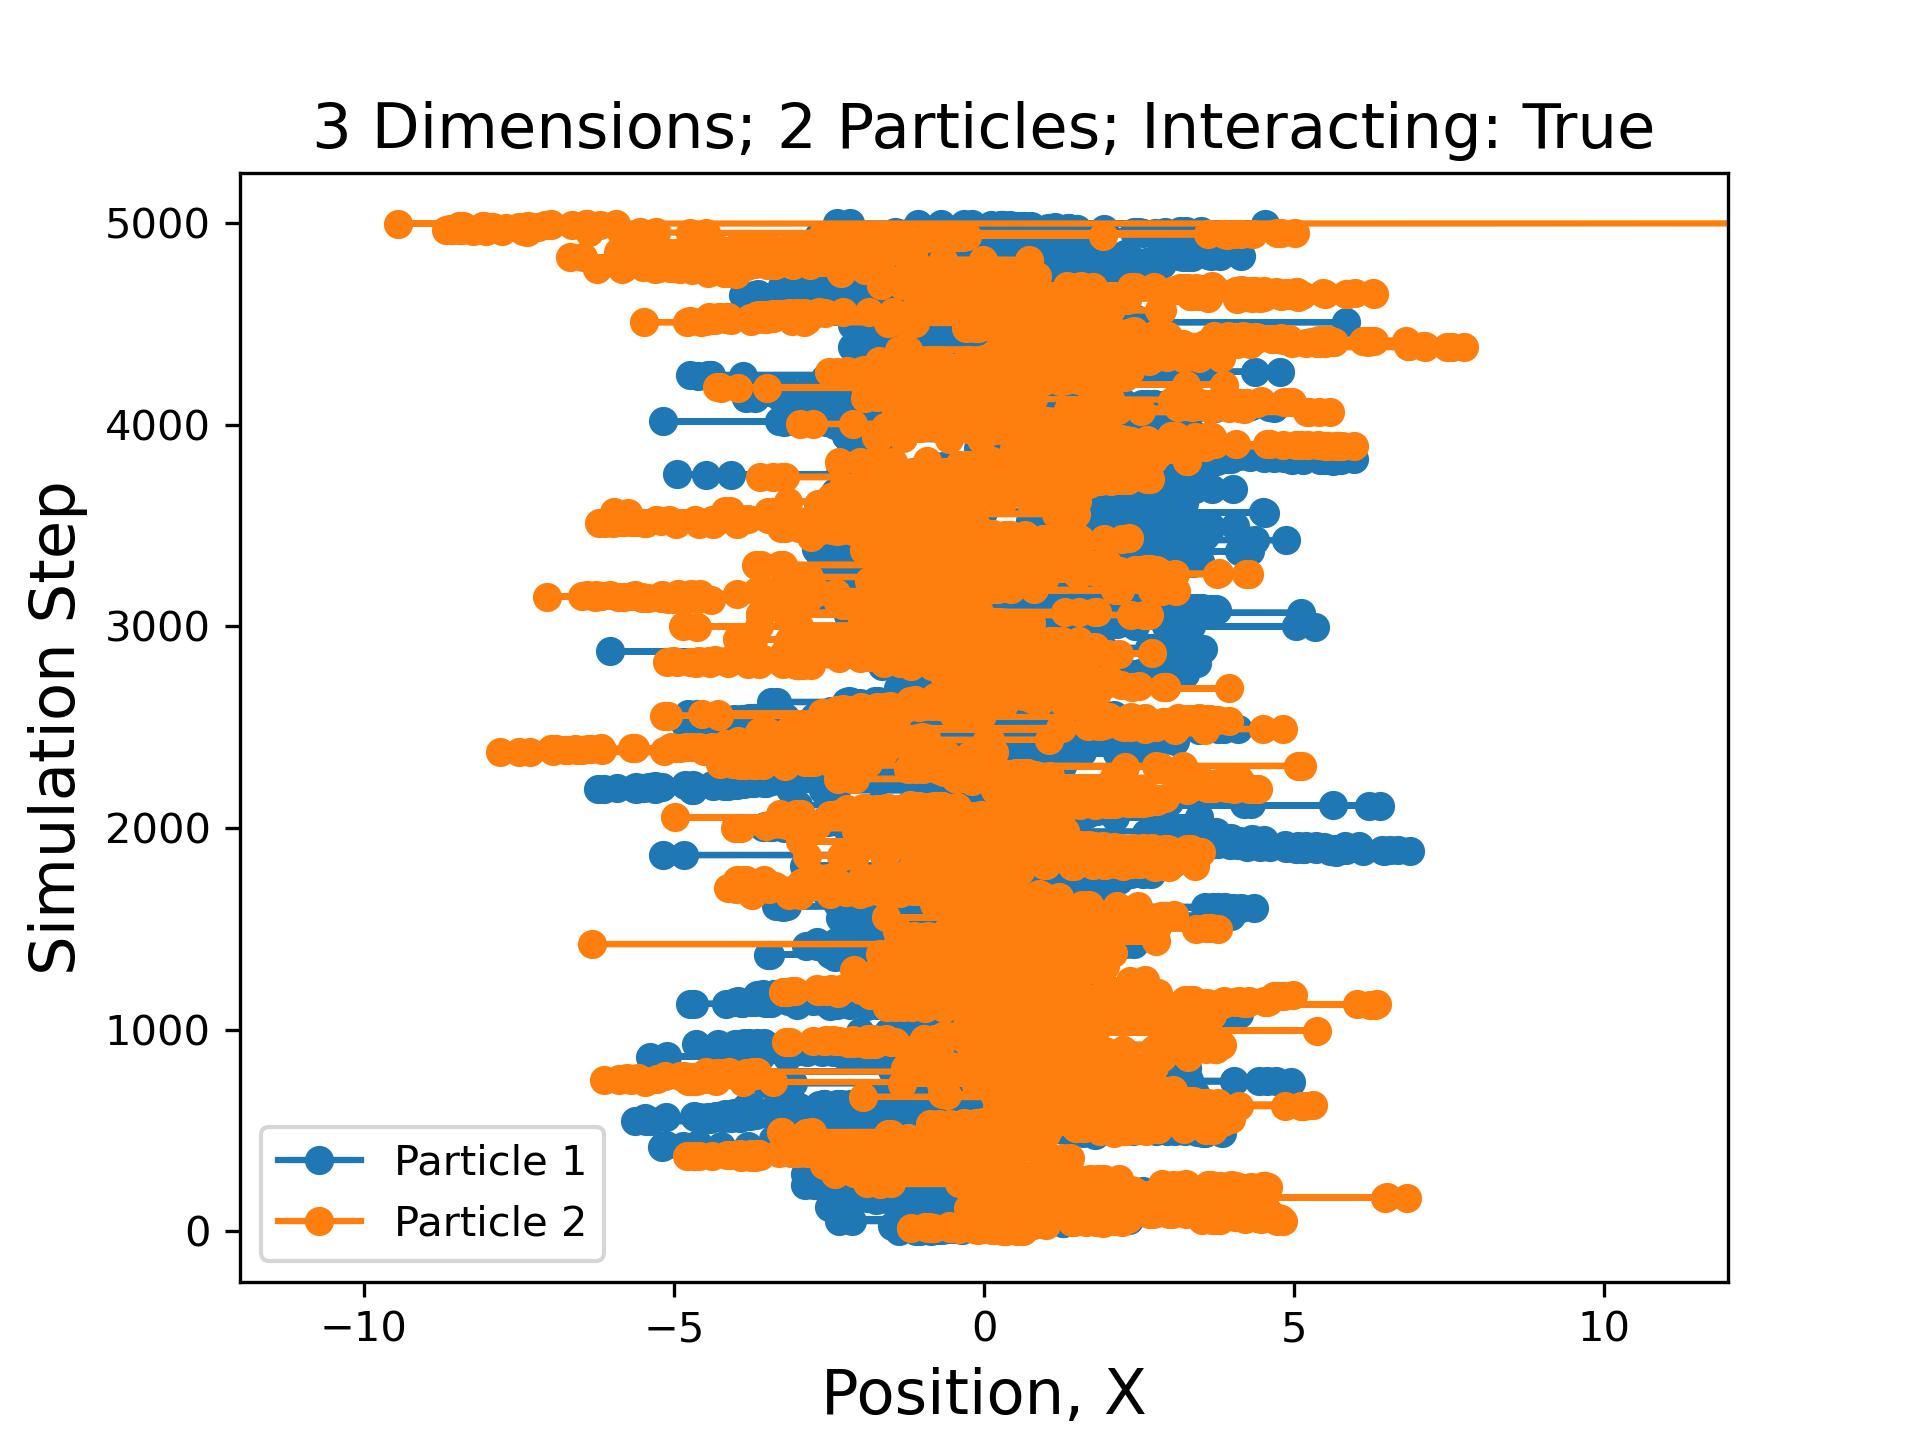 3 Dimensions; 2 Particles; Interacting: True
Simulation Step
5000
4000
3000
2000
1000
0
Particle 1
Particle 2
−10
−5
0
5
10
Position, X